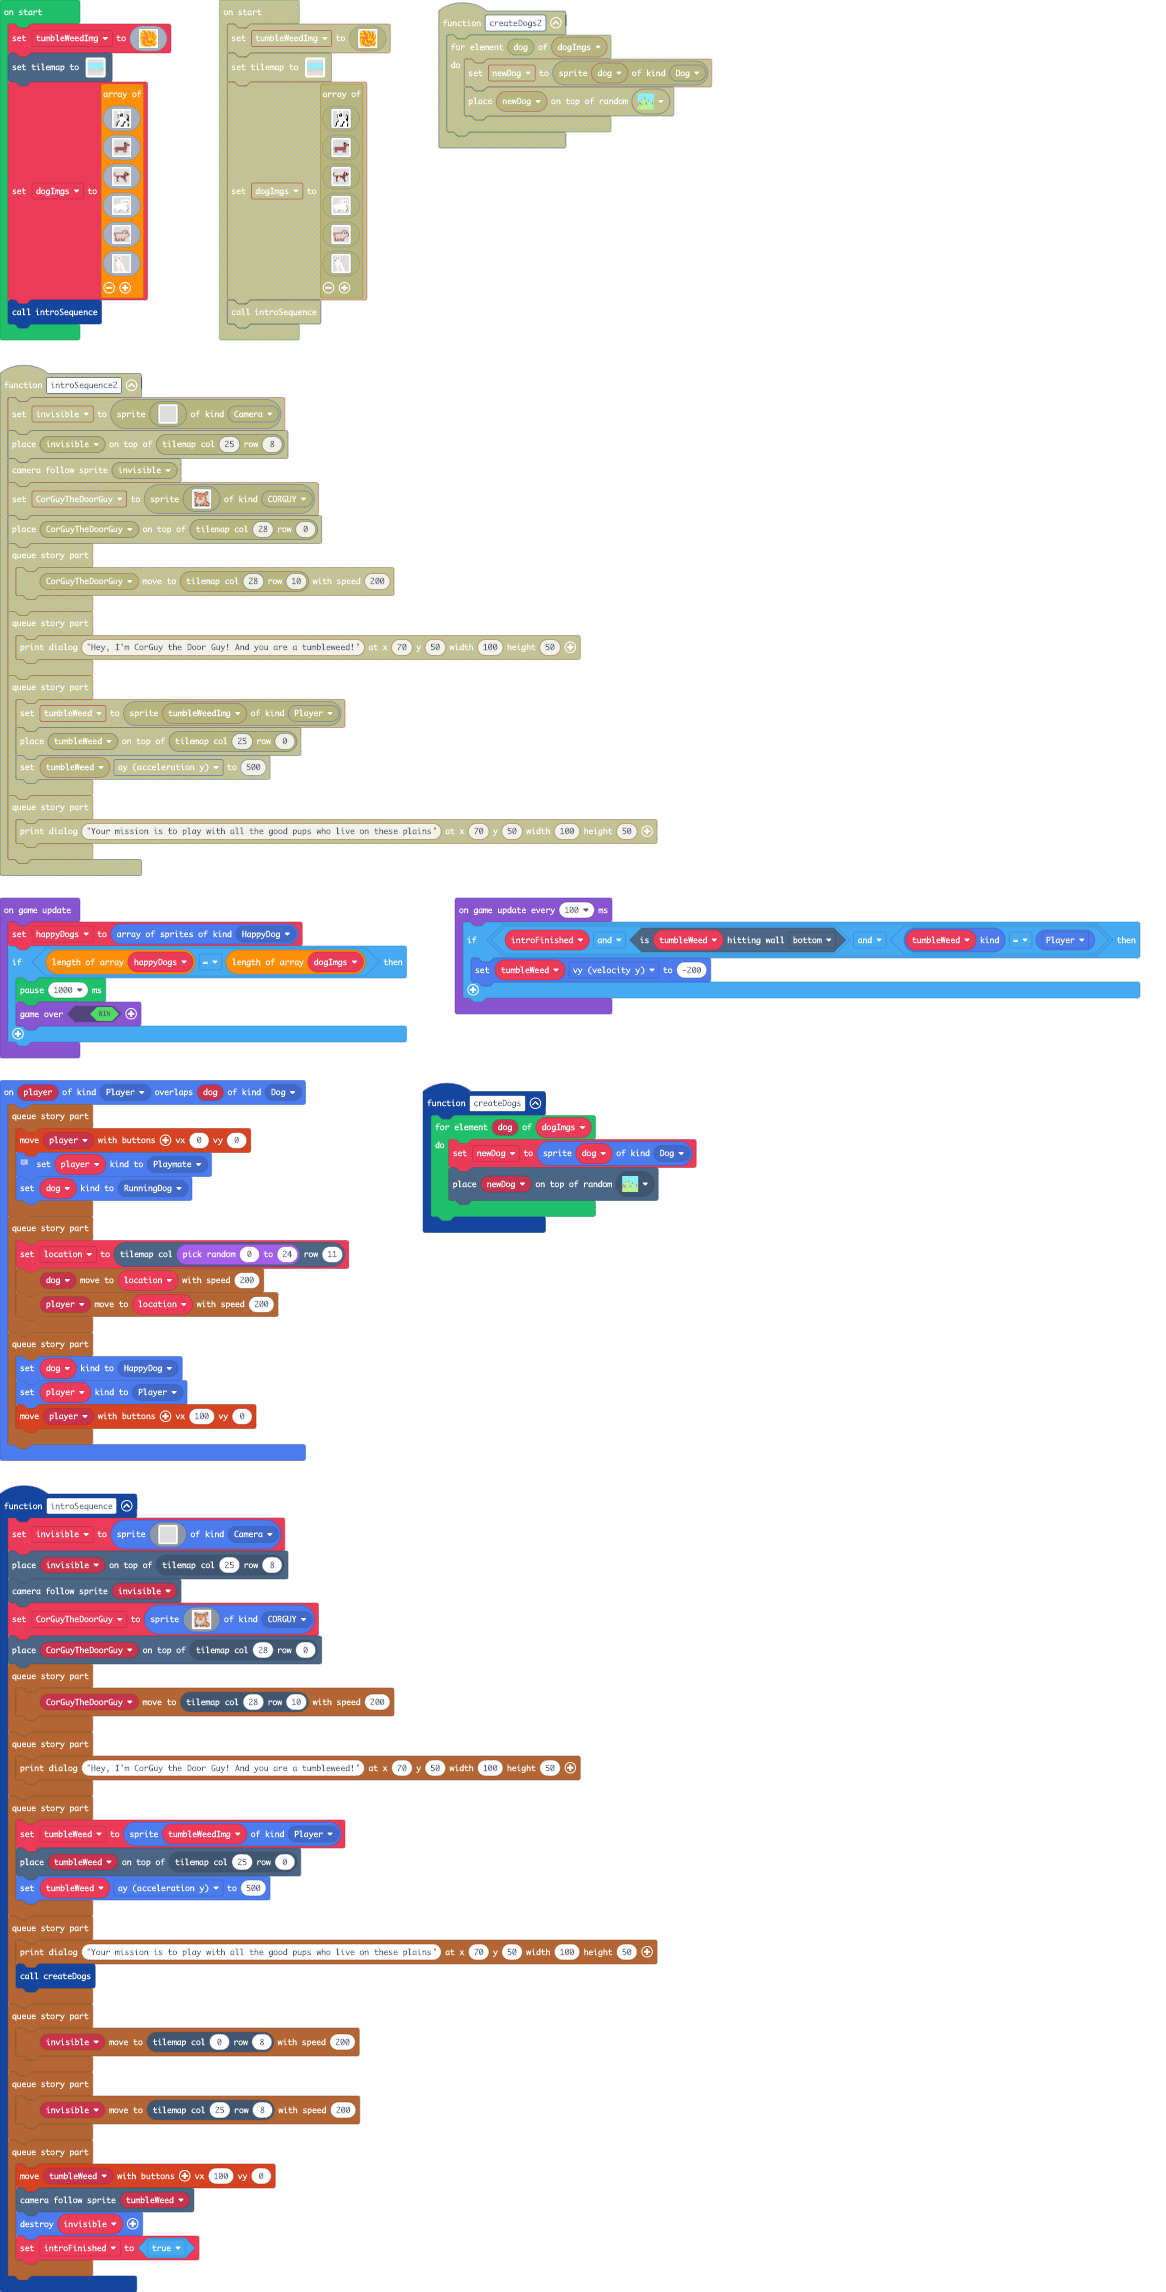 on start
set tumbleWeedImg to
set tilemap to
array of
set dogImgs to
call introSequence
on start
set tumbleWeedImg to
set tilemap to
array of
set dogImgs to
call introSequence
function createDogs2
for element dog of dogImgs
do
set newDog to sprite dog of kind Dog
place newDog on top of random
function introSequence2
set invisible to sprite of kind Camera
place invisible on top of tilemap col 25 row 8
camera follow sprite invisible
set CorGuyTheDoorGuy to sprite of kind CORGUY
place CorGuyTheDoorGuy on top of tilemap col 28 row 0
queue story part
CorGuyTheDoorGuy move to tilemap col 28 row 10 with speed 200
queue story part
print dialog "Hey, I'm CorGuy the Door Guy! And you are a tumbleweed!" at x 70 y 50 width 100 height 50
queue story part
set tumbleWeed to sprite tumbleWeedImg of kind Player
place tumbleWeed on top of tilemap col 25 row 0
set tumbleWeed ay (acceleration y) to 500
queue story part
print dialog "Your mission is to play with all the good pups who live on these plains" at x 70 y 50 width 100 height 50
on game update
set happyDogs to array of sprites of kind HappyDog
if length of array happyDogs = length of array dogImgs then
pause 1000 ms
game over WIN
on game update every 100 ms
if introFinished and is tumbleWeed hitting wall bottom and tumbleWeed kind = Player then
set tumbleWeed vy (velocity y) to -200
on player of kind Player overlaps dog of kind Dog
queue story part
move player with buttons vx 0 vy 0
set player kind to Playmate
set dog kind to RunningDog
queue story part
set location to tilemap col pick random 0 to 24 row 11
dog move to location with speed 200
player move to location with speed 200
queue story part
set dog kind to HappyDog
set player kind to Player
move player with buttons vx 100 vy 0
function createDogs
for element dog of dogImgs
do
set newDog to sprite dog of kind Dog
place newDog on top of random
function introSequence
set invisible to sprite of kind Camera
place invisible on top of tilemap col 25 row 8
camera follow sprite invisible
set CorGuyTheDoorGuy to sprite of kind CORGUY
place CorGuyTheDoorGuy on top of tilemap col 28 row 0
queue story part
CorGuyTheDoorGuy move to tilemap col 28 row 10 with speed 200
queue story part
print dialog "Hey, I'm CorGuy the Door Guy! And you are a tumbleweed!" at x 70 y 50 width 100 height 50
queue story part
set tumbleWeed to sprite tumbleWeedImg of kind Player
place tumbleWeed on top of tilemap col 25 row 0
set tumbleWeed ay (acceleration y) to 500
queue story part
print dialog "Your mission is to play with all the good pups who live on these plains" at x 70 y 50 width 100 height 50
call createDogs
queue story part
invisible move to tilemap col 0 row 8 with speed 200
queue story part
invisible move to tilemap col 25 row 8 with speed 200
queue story part
move tumbleWeed with buttons vx 100 vy 0
camera follow sprite tumbleWeed
destroy invisible
set introFinished to true